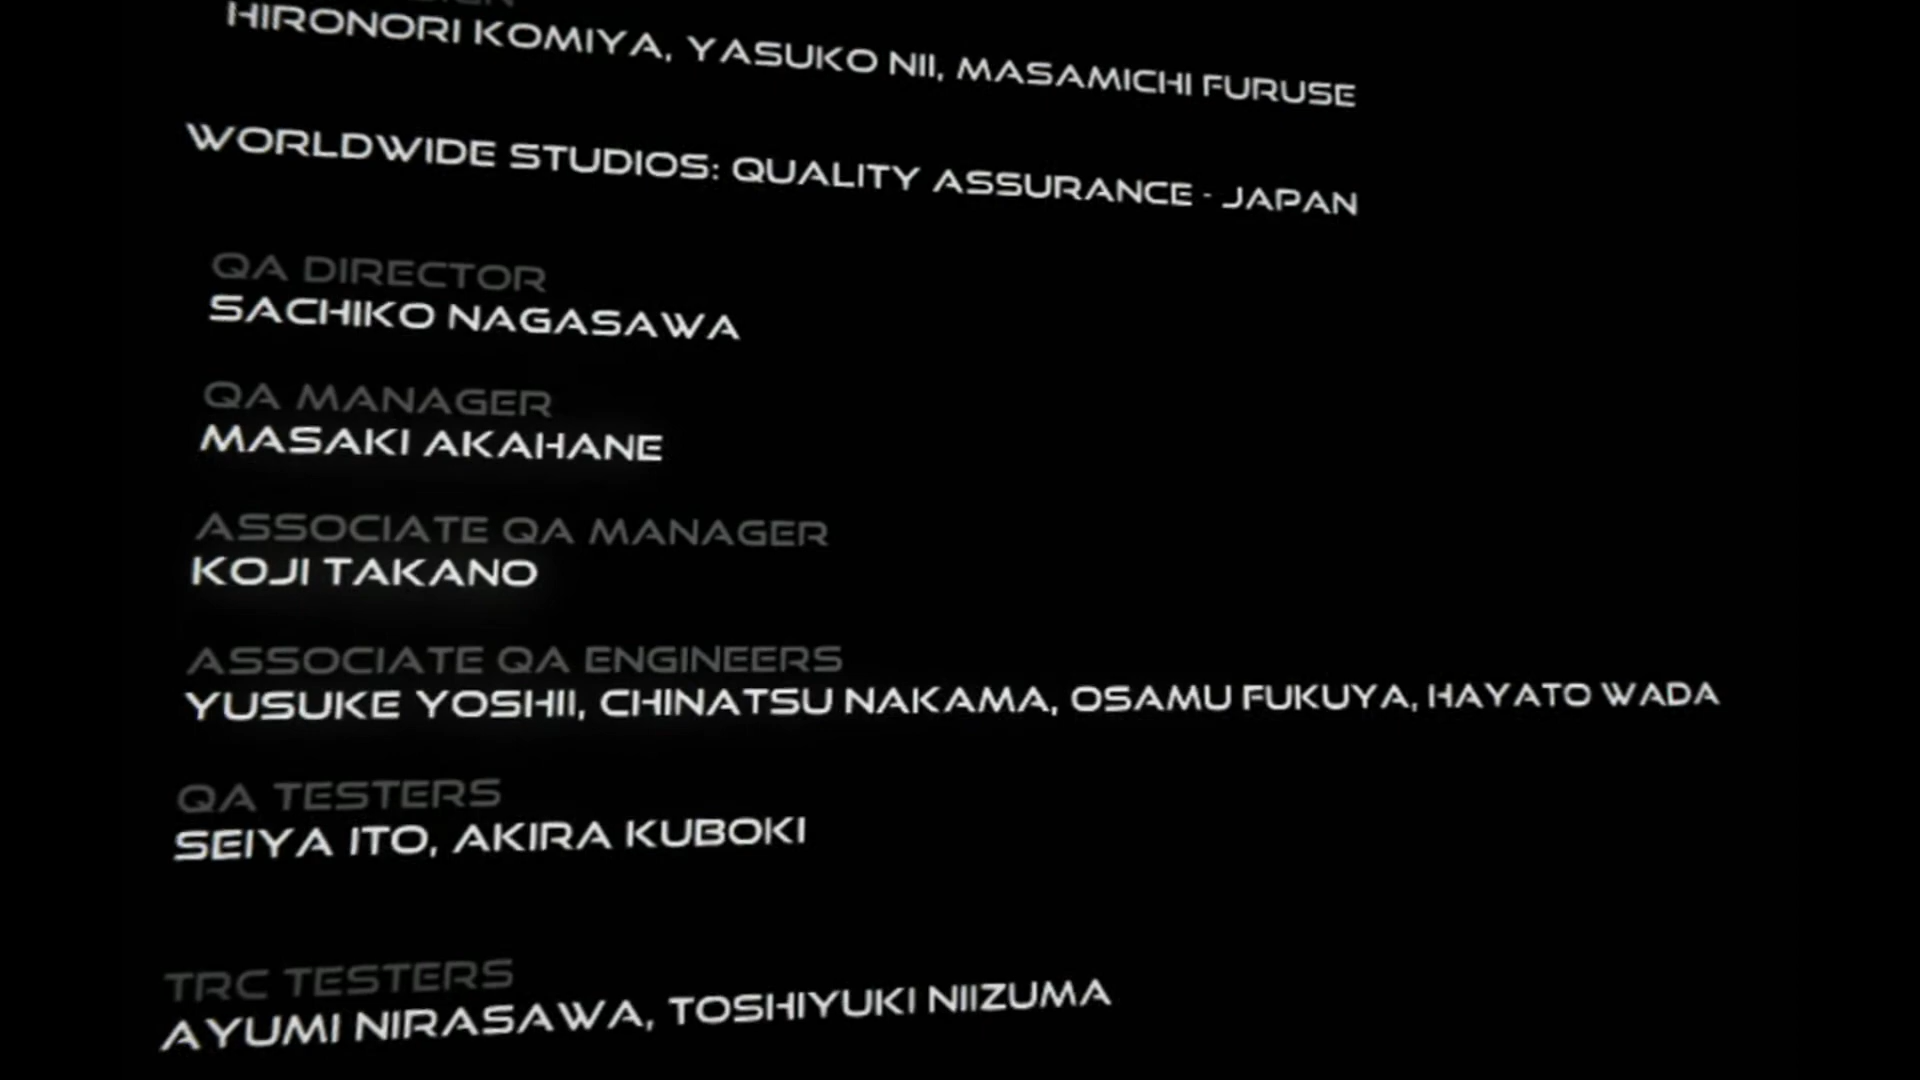 HIRONORI KOMIYA, YASUKO NII, MASAMICHI FURUSE
WORLDWIDE STUDIOS: QUALITY ASSURANCE - JAPAN
QA DIRECTOR
SACHIKO NAGASAWA
QA MANAGER
MASAKI AKAHANE
ASSOCIATE QA MANAGER
KOJI TAKANO
ASSOCIATE QA ENGINEERS
YUSUKE YOSHII, CHINATSU NAKAMA, OSAMU FUKUYA, HAYATO WADA
QA TESTERS
SEIYA ITO, AKIRA KUBOKI
TRC TESTERS
AYUMI NIRASAWA, TOSHIYUKI NIIZUMA